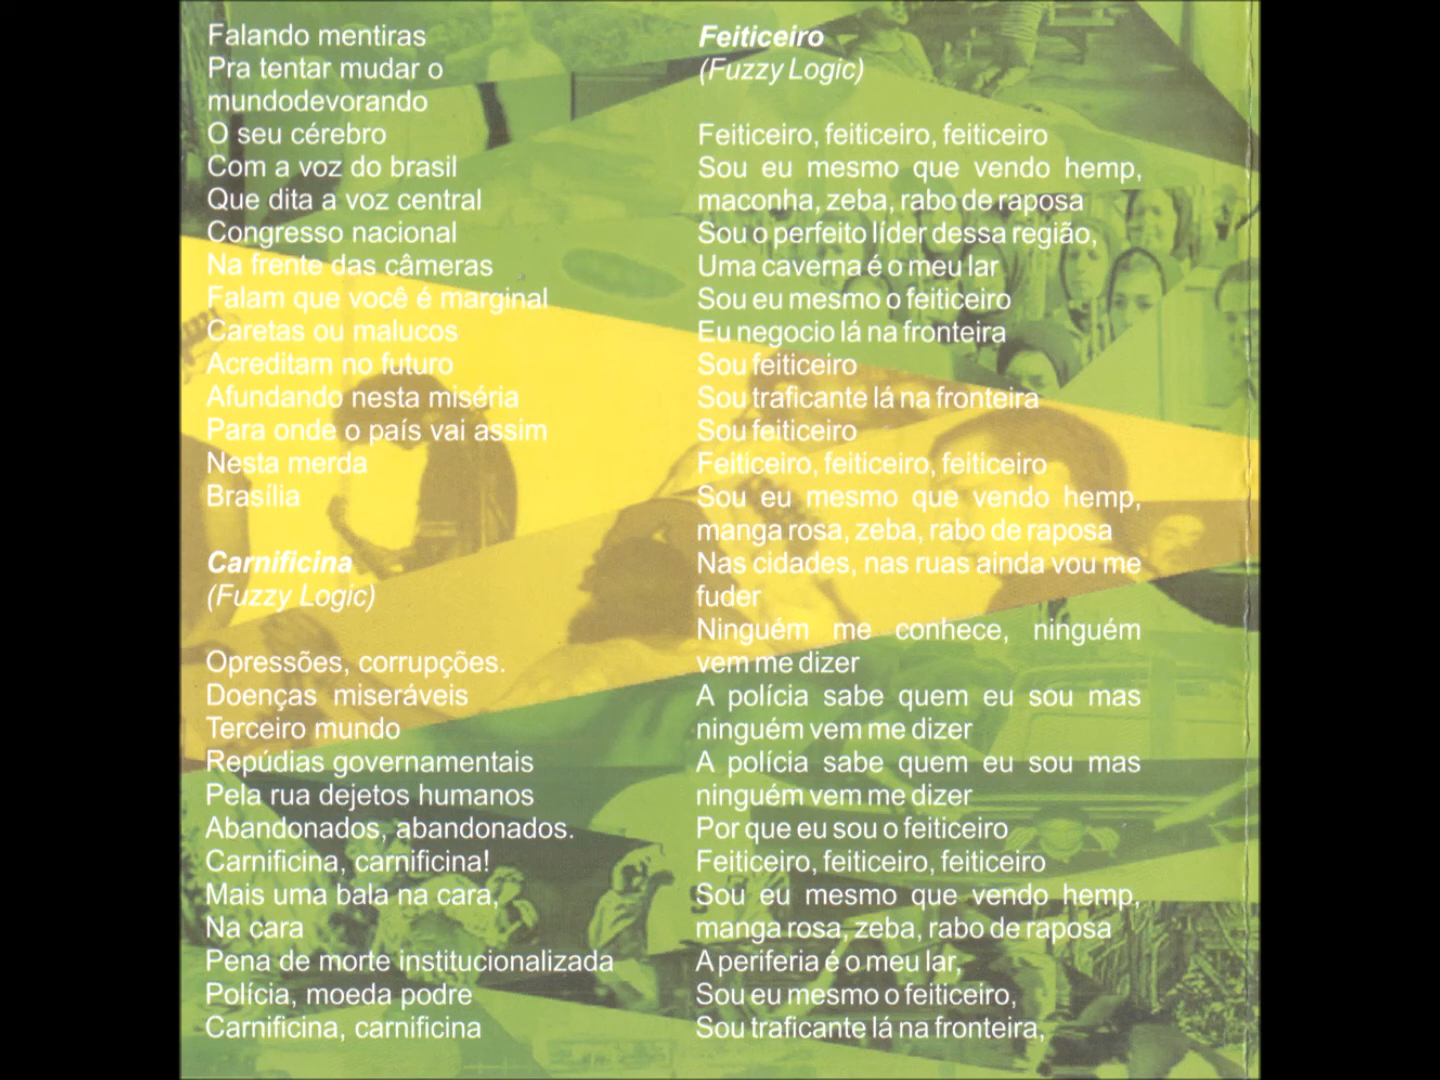 Falando mentiras
Pra tentar mudar o
mundodevorando
O seu cérebro
Com a voz do brasil
Que dita a voz central
Congresso nacional
Na frente das câmeras
Falam que você é marginal
Caretas ou malucos
Acreditam no futuro
Afundando nesta miséria
Para onde o país vai assim
Nesta merda
Brasília
Carnificina
(Fuzzy Logic)
Opressões, corrupções.
Doenças miseráveis
Terceiro mundo
Repúdias governamentais
Pela rua dejetos humanos
Abandonados, abandonados.
Carnificina, carnificina!
Mais uma bala na cara,
Na cara
Pena de morte institucionalizada
Polícia, moeda podre
Carnificina, carnificina
Feiticeiro
(Fuzzy Logic)
Feiticeiro, feiticeiro, feiticeiro
Sou eu mesmo que vendo hemp,
maconha, zeba, rabo de raposa
Sou o perfeito líder dessa região,
Uma caverna é o meu lar
Sou eu mesmo o feiticeiro
Eu negocio lá na fronteira
Sou feiticeiro
Sou traficante lá na fronteira
Sou feiticeiro
Feiticeiro, feiticeiro, feiticeiro
Sou eu mesmo que vendo hemp,
manga rosa, zeba, rabo de raposa
Nas cidades, nas ruas ainda vou me
fuder
Ninguém me conhece, ninguém
vem me dizer
A polícia sabe quem eu sou mas
ninguém vem me dizer
A polícia sabe quem eu sou mas
ninguém vem me dizer
Por que eu sou o feiticeiro
Feiticeiro, feiticeiro, feiticeiro
Sou eu mesmo que vendo hemp,
manga rosa, zeba, rabo de raposa
A periferia é o meu lar,
Sou eu mesmo o feiticeiro,
Sou traficante lá na fronteira,